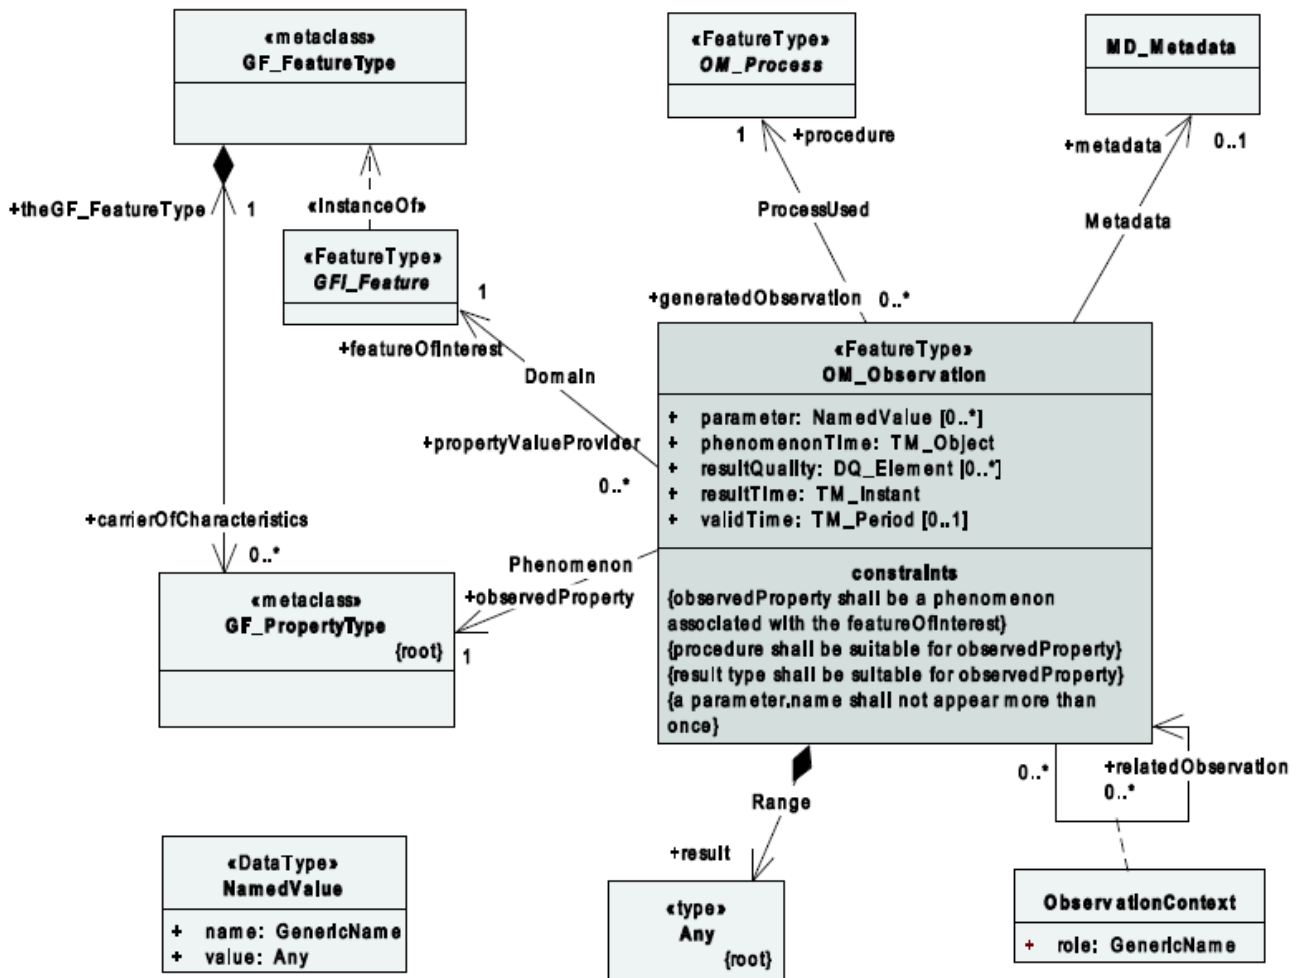 «metaclass»
GF_FeatureType
«FeatureType»
OM_Process
MD_Metadata
1
+procedure
+metadata
0..1
+theGF_FeatureType
1
«InstanceOf»
ProcessUsed
Metadata
«FeatureType»
GFI_Feature
1
+generatedObservation
0..*
+featureOfInterest
Domain
«FeatureType»
OM_Observation
+ parameter: NamedValue [0..*]
+ phenomenonTime: TM_Object
+ resultQuality: DQ_Element [0..*]
+ resultTime: TM_Instant
+ validTime: TM_Period [0..1]
+propertyValueProvider
0..*
+carrierOfCharacteristics
0..*
Phenomenon
+observedProperty
1
«metaclass»
GF_PropertyType
{root}
constraints
{observedProperty shall be a phenomenon
associated with the featureOfInterest}
{procedure shall be suitable for observedProperty}
{result type shall be suitable for observedProperty}
{a parameter.name shall not appear more than
once}
0..*
+relatedObservation
0..*
Range
+result
«DataType»
NamedValue
+ name: GenericName
+ value: Any
«type»
Any
{root}
ObservationContext
+ role: GenericName